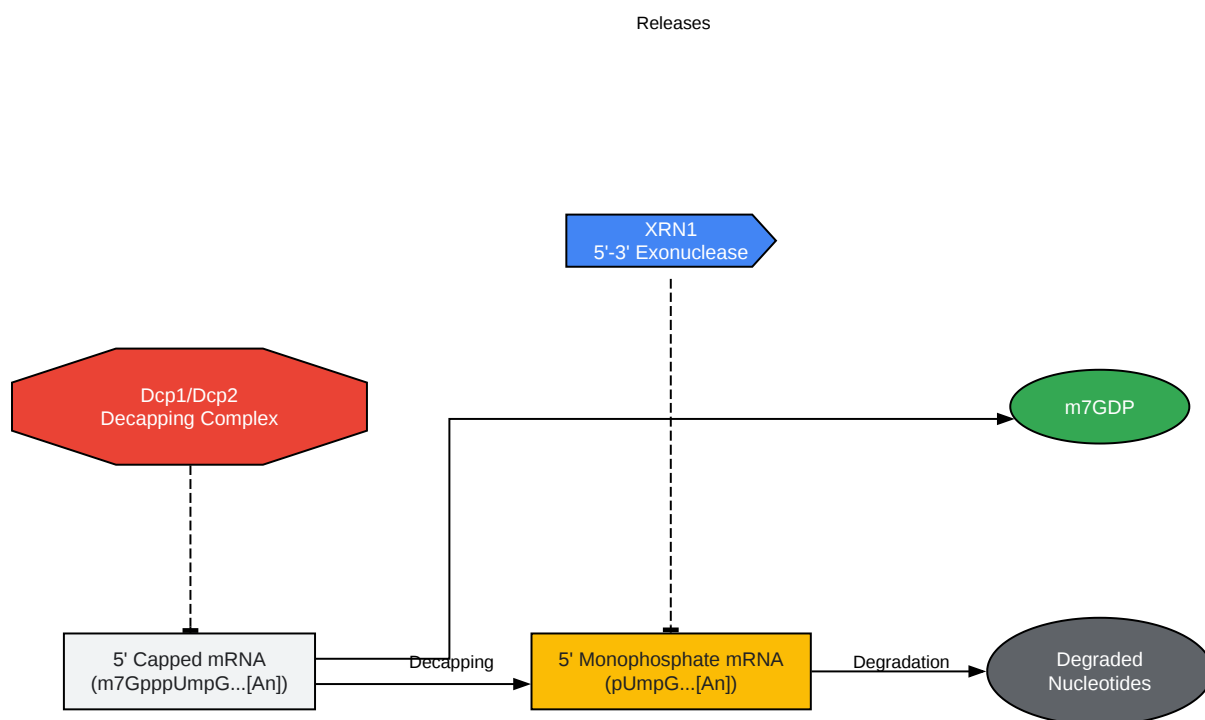 Releases
XRN1
5'-3' Exonuclease
Dcp1/Dcp2
Decapping Complex
m7GDP
5' Capped mRNA
(m7GpppUmpG...[An])
Decapping
5' Monophosphate mRNA
(pUmpG...[An])
Degradation
Degraded
Nucleotides